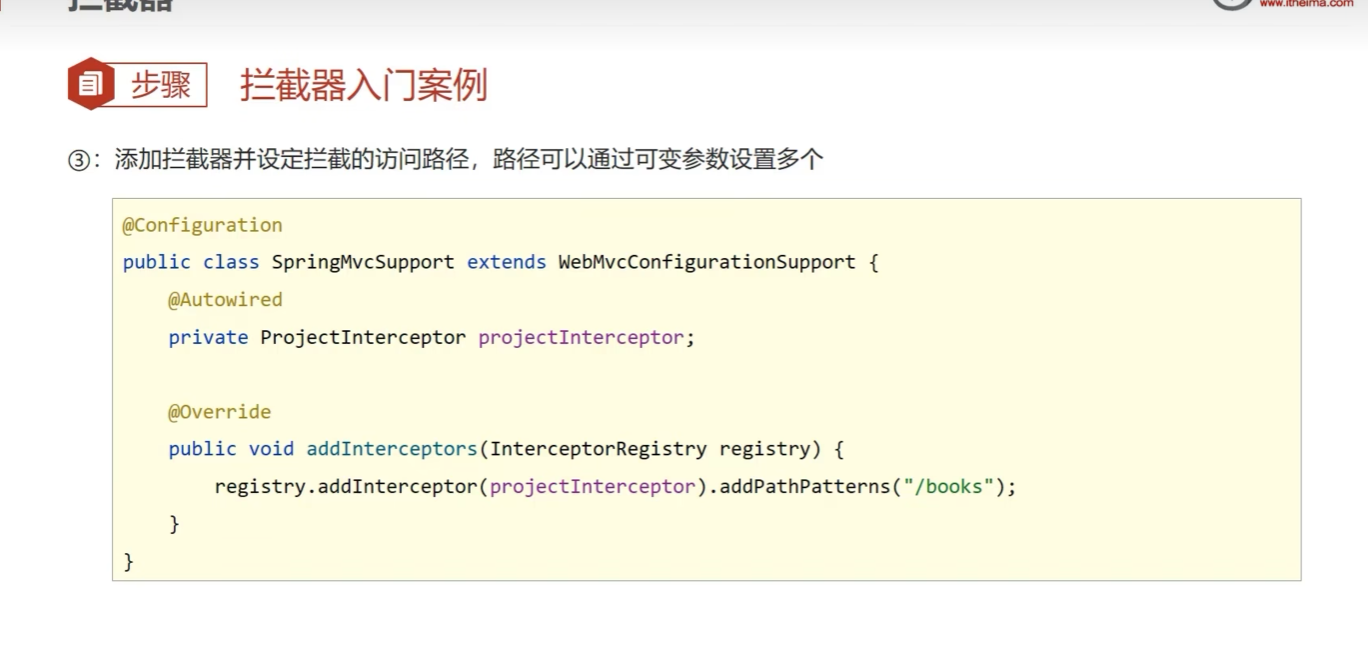 拦截器
www.itheima.com
步骤
拦截器入门案例
③：添加拦截器并设定拦截的访问路径，路径可以通过可变参数设置多个
@Configuration
public class SpringMvcSupport extends WebMvcConfigurationSupport {
    @Autowired
    private ProjectInterceptor projectInterceptor;
    @Override
    public void addInterceptors(InterceptorRegistry registry) {
        registry.addInterceptor(projectInterceptor).addPathPatterns("/books");
    }
}